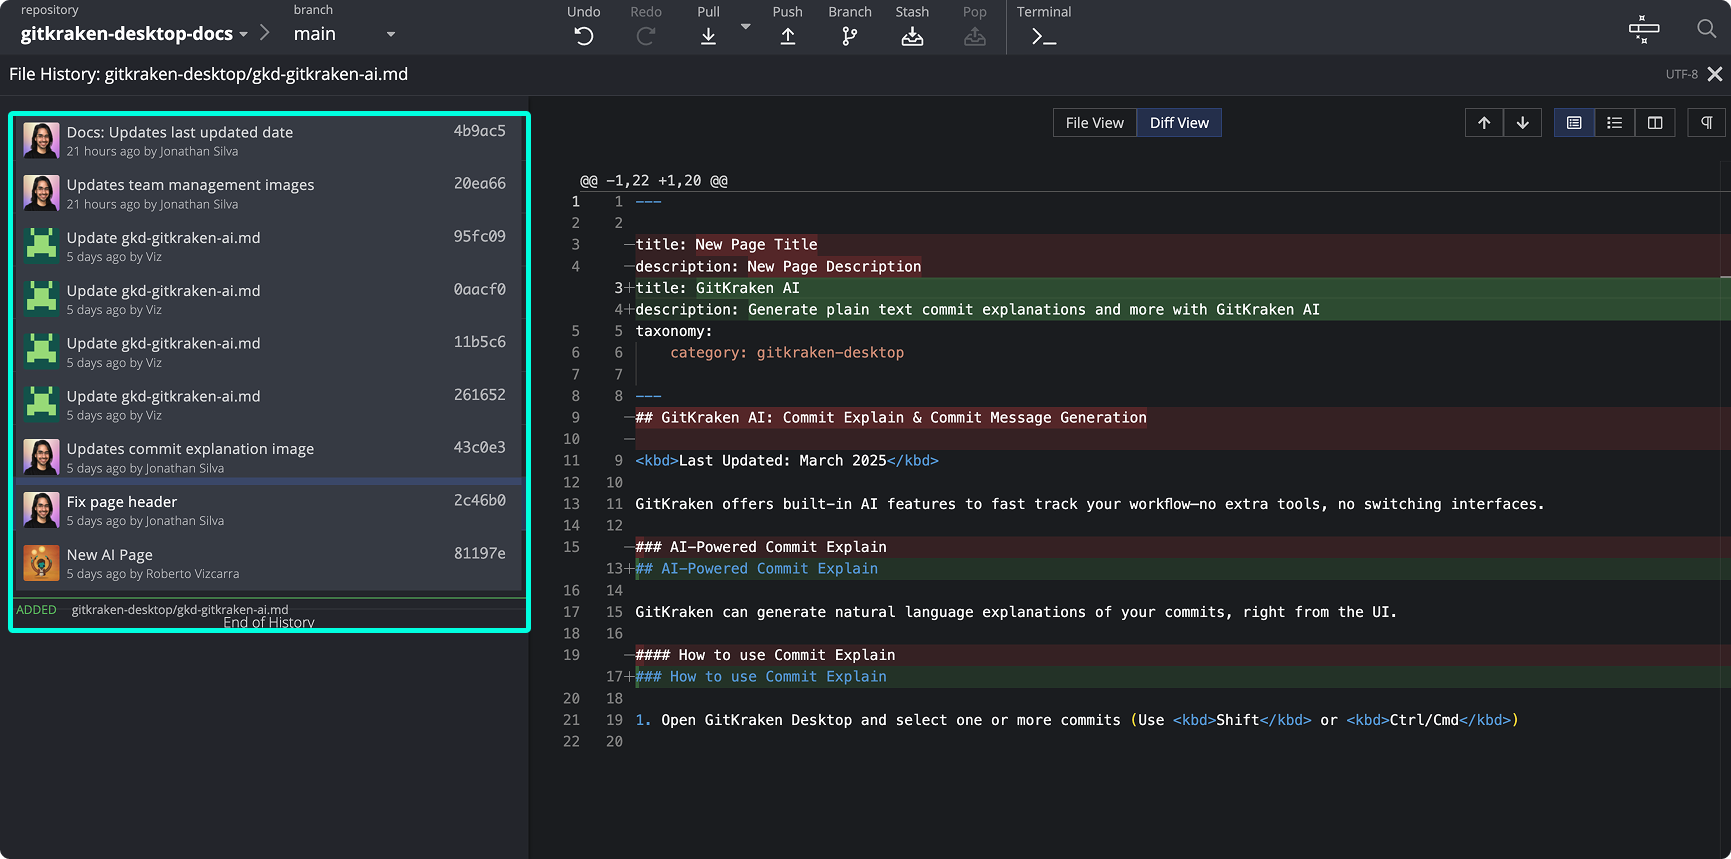 repository
gitkraken-desktop-docs
branch
main
Undo
Redo
Pull
Push
Branch
Stash
Pop
Terminal
File History: gitkraken-desktop/gkd-gitkraken-ai.md
UTF-8
Docs: Updates last updated date 4b9ac5
21 hours ago by Jonathan Silva
Updates team management images 20ea66
21 hours ago by Jonathan Silva
Update gkd-gitkraken-ai.md 95fc09
5 days ago by Viz
Update gkd-gitkraken-ai.md 0aacf0
5 days ago by Viz
Update gkd-gitkraken-ai.md 11b5c6
5 days ago by Viz
Update gkd-gitkraken-ai.md 261652
5 days ago by Viz
Updates commit explanation image 43c0e3
5 days ago by Jonathan Silva
Fix page header 2c46b0
5 days ago by Jonathan Silva
New AI Page 81197e
5 days ago by Roberto Vizcarra
ADDED gitkraken-desktop/gkd-gitkraken-ai.md
End of History
File View
Diff View
@@ -1,22 +1,20 @@
1 1 ---
2 2
3 -title: New Page Title
4 -description: New Page Description
3+title: GitKraken AI
4+description: Generate plain text commit explanations and more with GitKraken AI
5 5 taxonomy:
6 6 category: gitkraken-desktop
7 7
8 8 ---
9 -## GitKraken AI: Commit Explain & Commit Message Generation
10 -
11 9 <kbd>Last Updated: March 2025</kbd>
12 10
13 11 GitKraken offers built-in AI features to fast track your workflow—no extra tools, no switching interfaces.
14 12
15 -### AI-Powered Commit Explain
13+## AI-Powered Commit Explain
16 14
17 15 GitKraken can generate natural language explanations of your commits, right from the UI.
18 16
19 -#### How to use Commit Explain
17+### How to use Commit Explain
20 18
21 19 1. Open GitKraken Desktop and select one or more commits (Use <kbd>Shift</kbd> or <kbd>Ctrl/Cmd</kbd>)
22 20